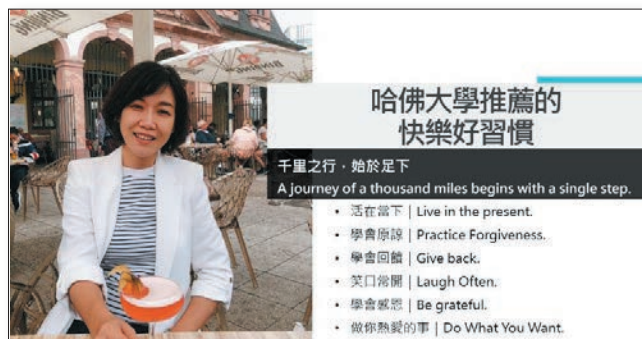 哈佛大學推薦的
快樂好習慣
千里之行，始於足下
A journey of a thousand miles begins with a single step.
• 活在當下 | Live in the present.
• 學會原諒 | Practice Forgiveness.
• 學會回饋 | Give back.
• 笑口常開 | Laugh Often.
• 學會感恩 | Be grateful.
• 做你熱愛的事 | Do What You Want.